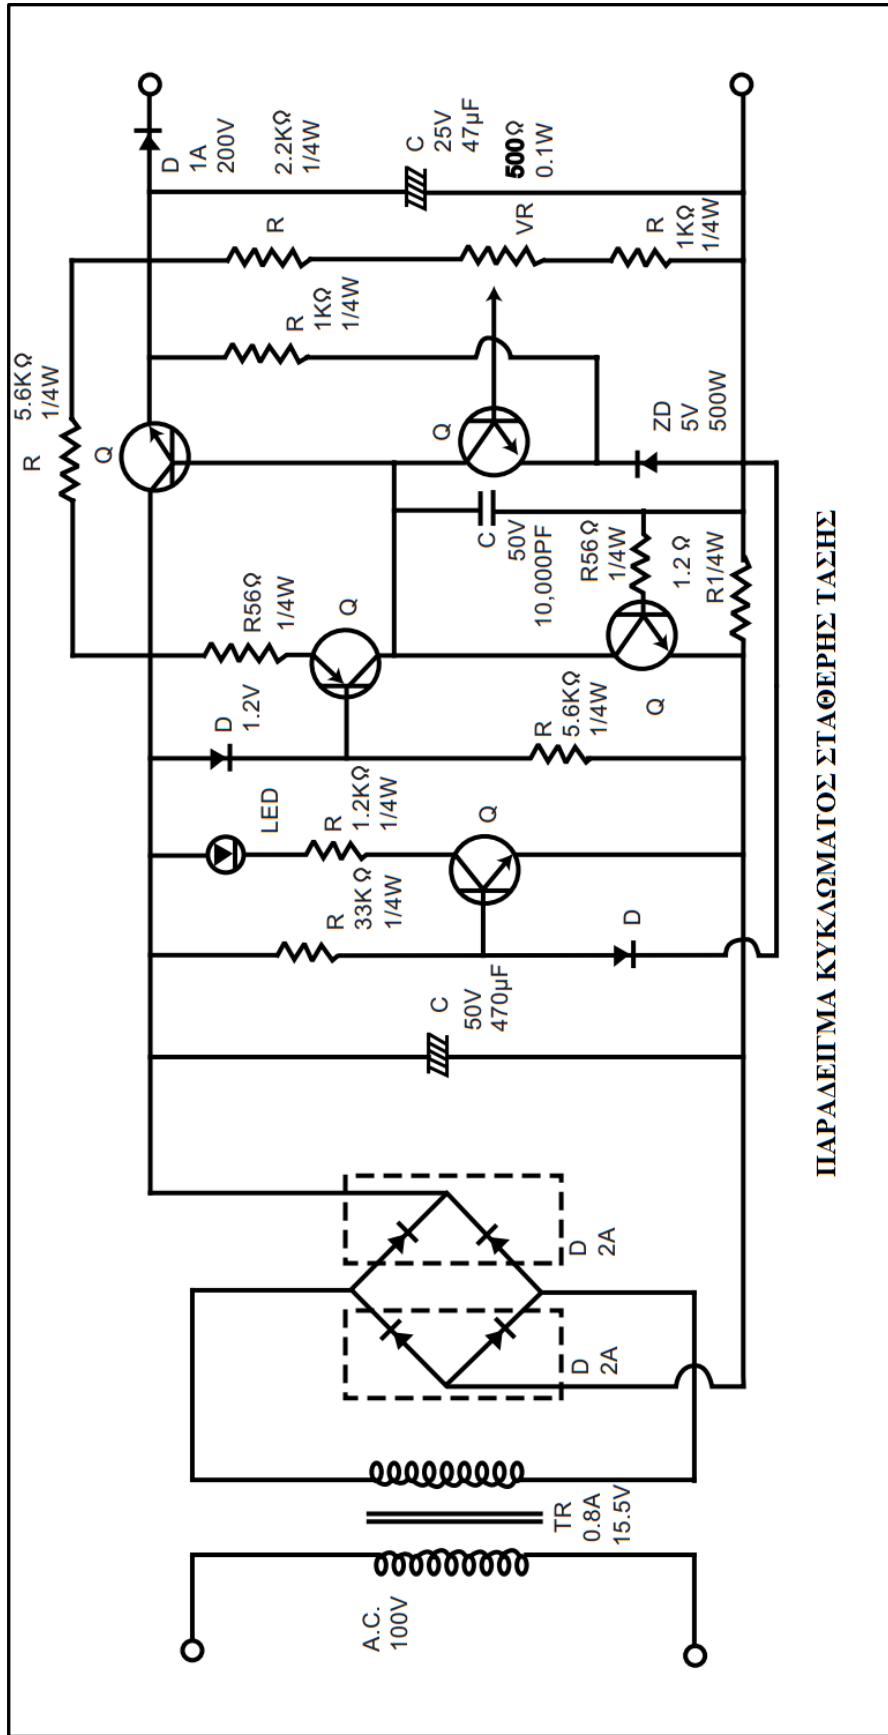 A.C.
100V
TR
0.8A
15.5V
D
2A
D
2A
C
50V
470µF
R
33KΩ
1/4W
D
LED
R
1.2KΩ
1/4W
Q
D
1.2V
R
5.6KΩ
1/4W
R56Ω
1/4W
Q
Q
C
50V
10,000PF
R56Ω
1/4W
1.2 Ω
R1/4W
R
5.6KΩ
1/4W
Q
Q
ZD
5V
500W
R
1KΩ
1/4W
D
1A
200V
R
2.2KΩ
1/4W
C
25V
47µF
VR
500Ω
0.1W
R
1KΩ
1/4W
ΠΑΡΑΔΕΙΓΜΑ ΚΥΚΛΩΜΑΤΟΣ ΣΤΑΘΕΡΗΣ ΤΑΣΗΣ